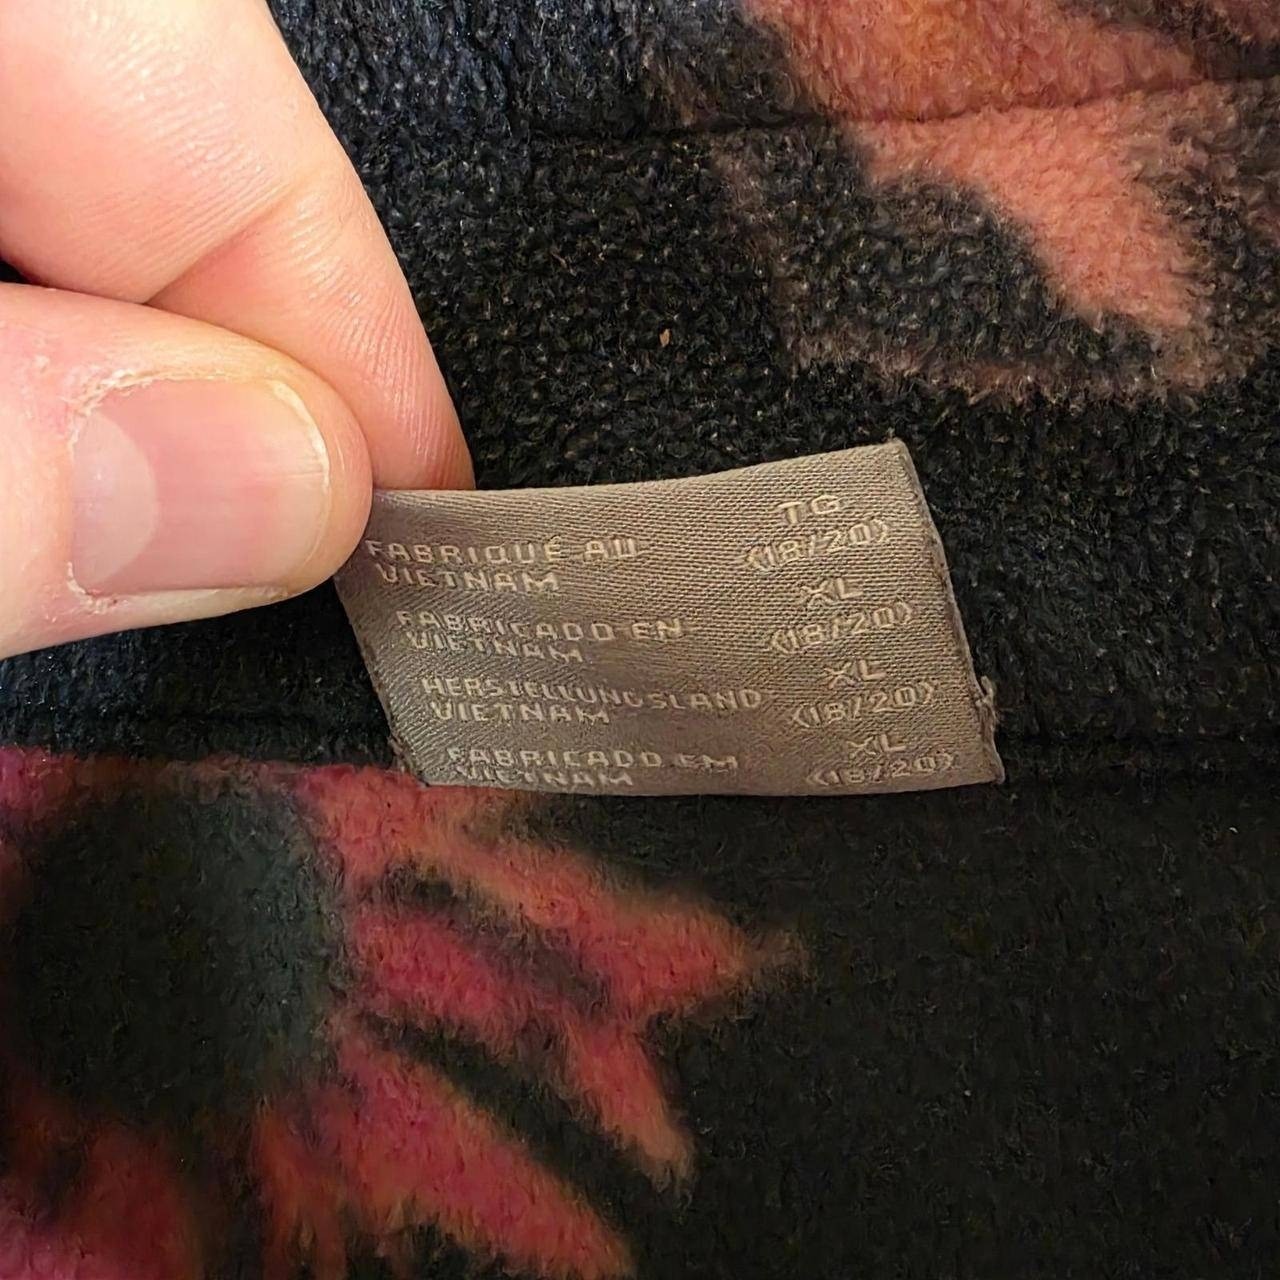 FABRIQUÉ AU
VIETNAM
TG
(18/20)
FABRICADO EN
VIETNAM
XL
(18/20)
HERSTELLUNGSLAND
VIETNAM
XL
(18/20)
FABRICADO EM
VIETNAM
XL
(18/20)